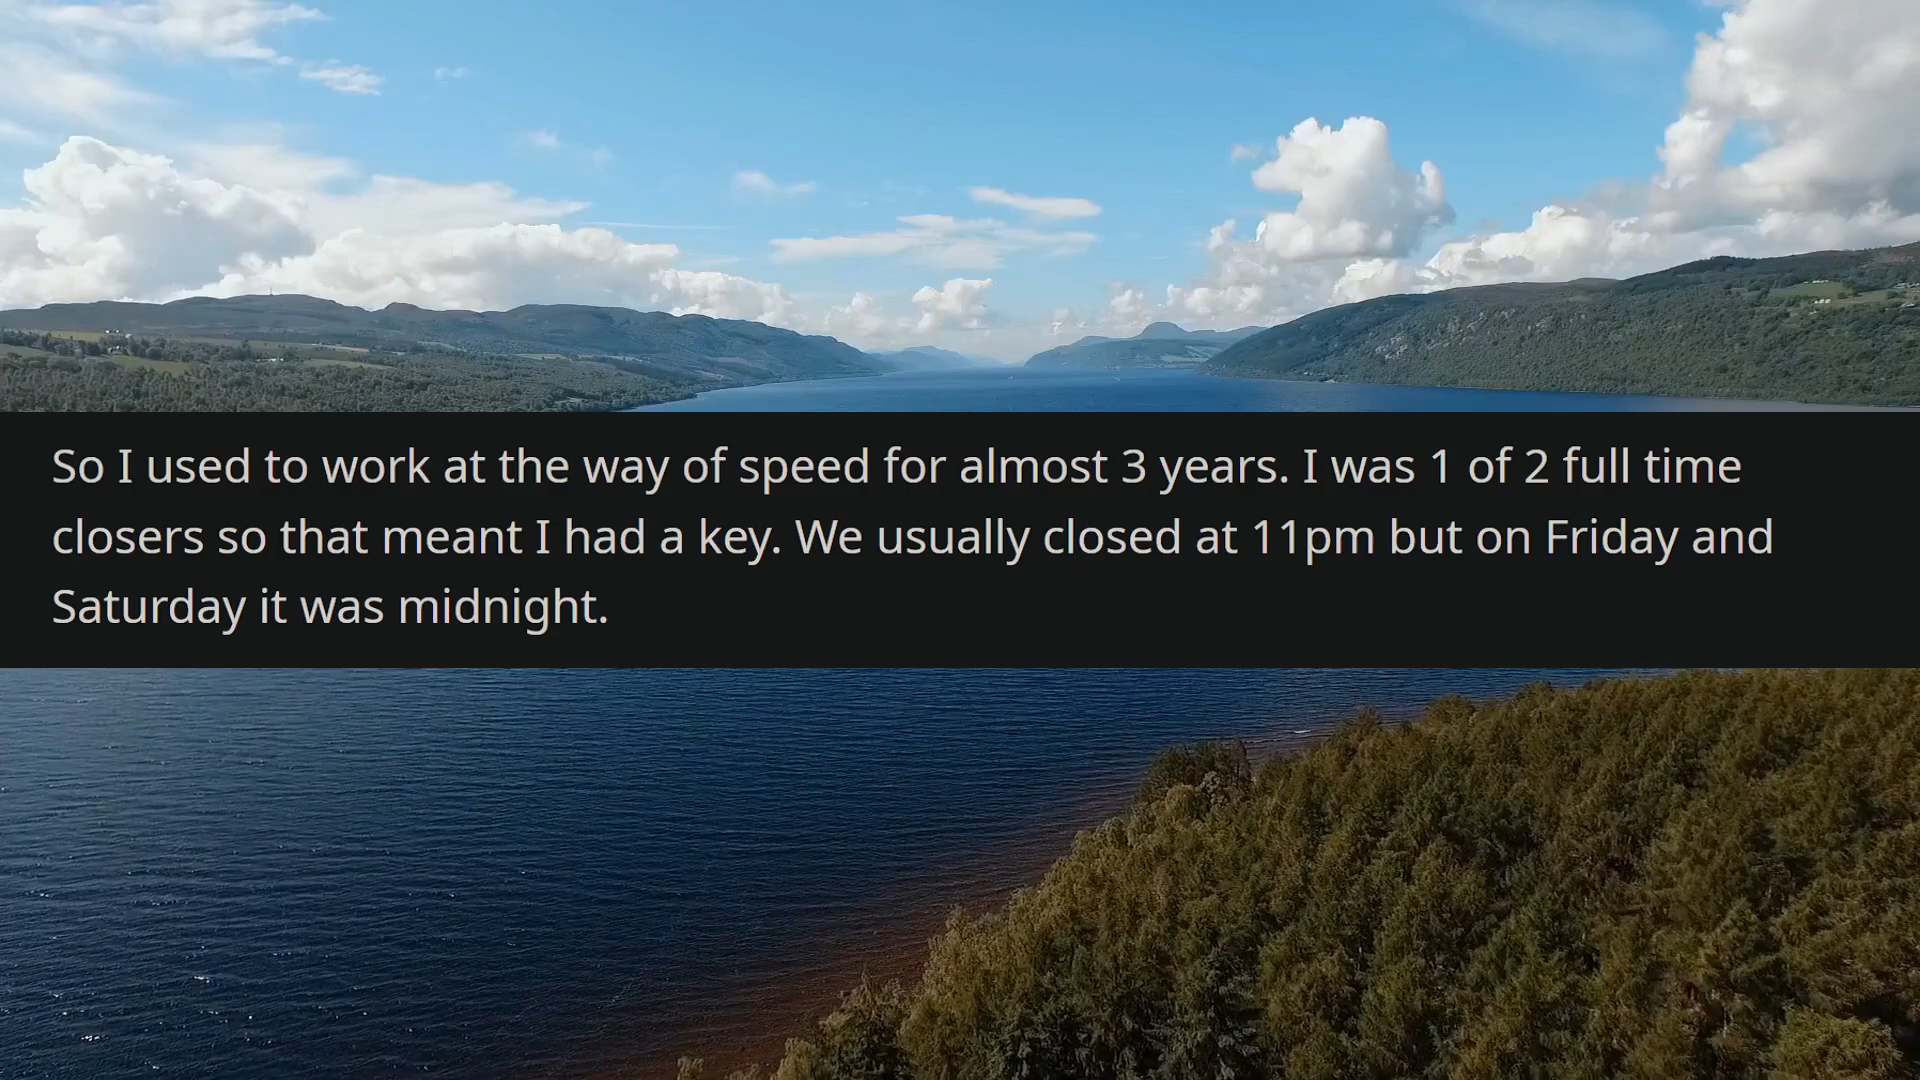 So I used to work at the way of speed for almost 3 years. I was 1 of 2 full time
closers so that meant I had a key. We usually closed at 11pm but on Friday and
Saturday it was midnight.